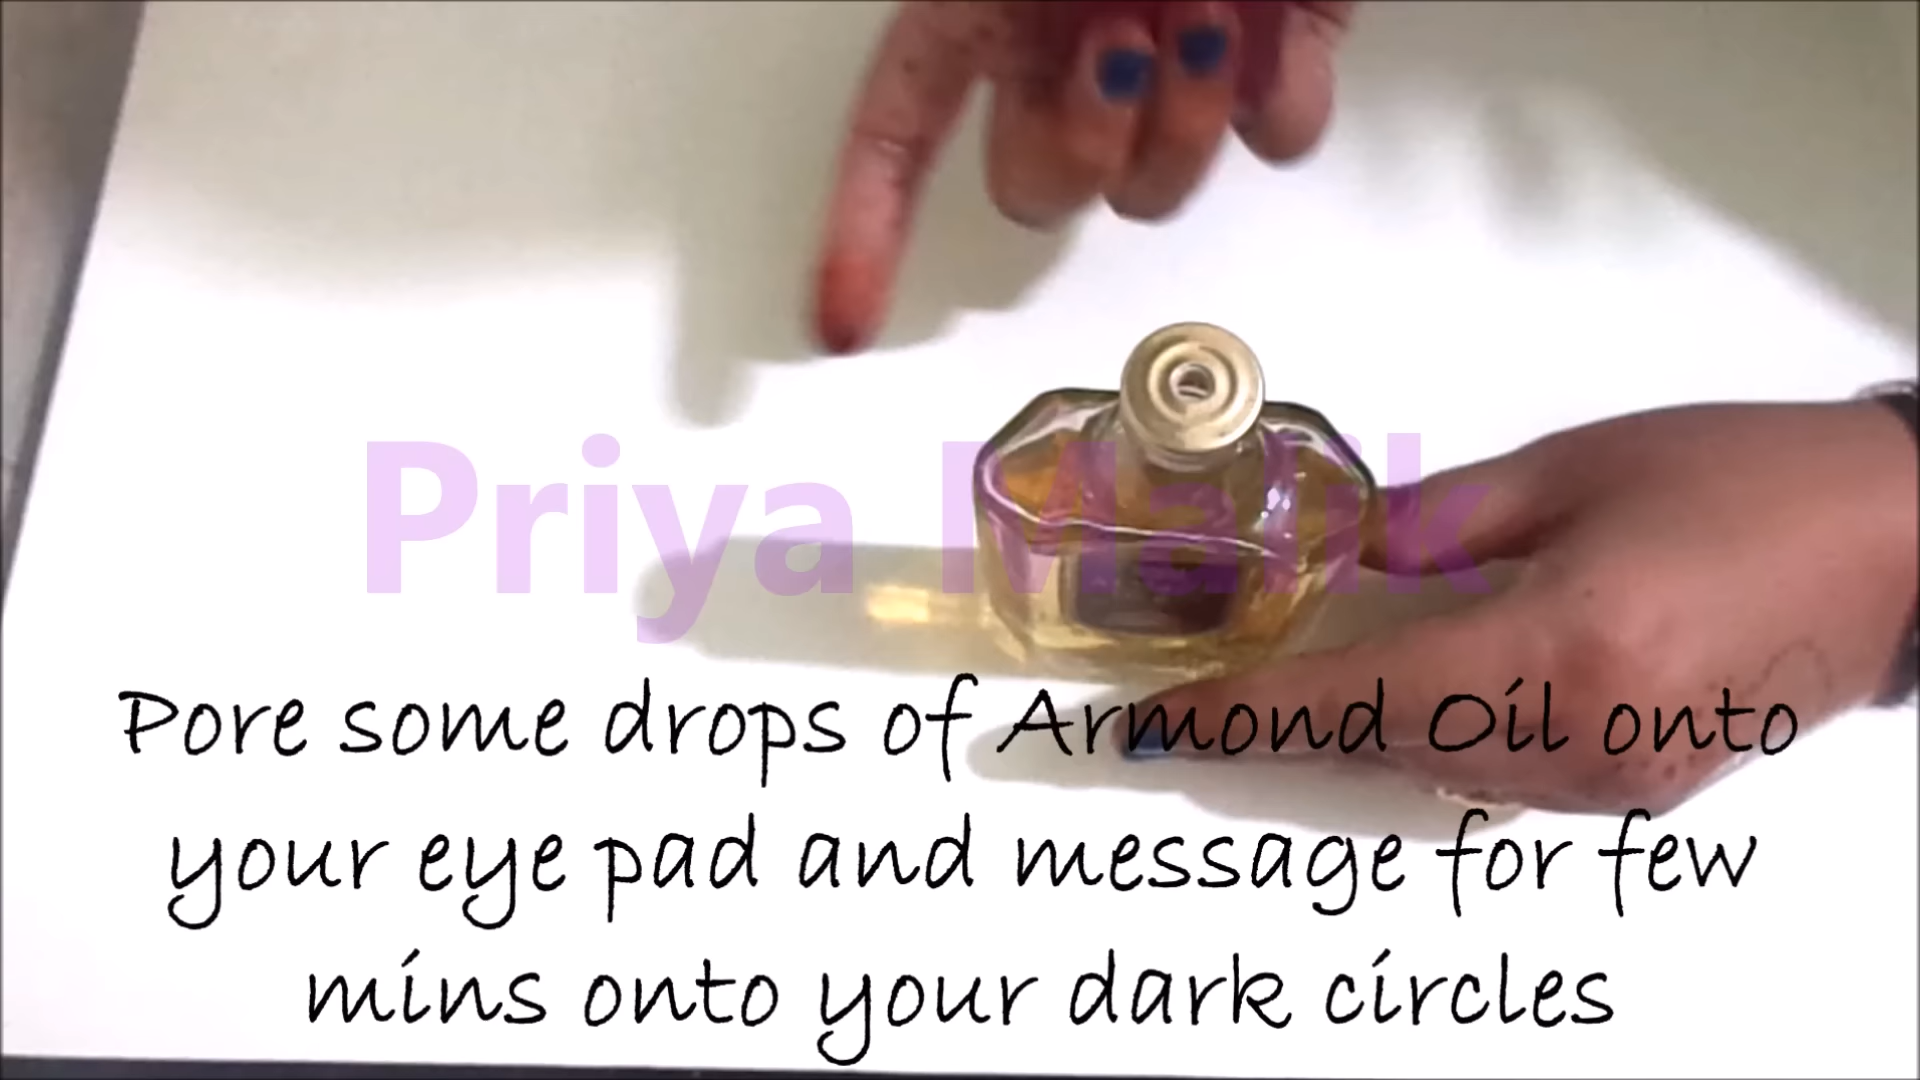 Priya Malik
Pore some drops of Armond Oil onto
your eye pad and message for few
mins onto your dark circles